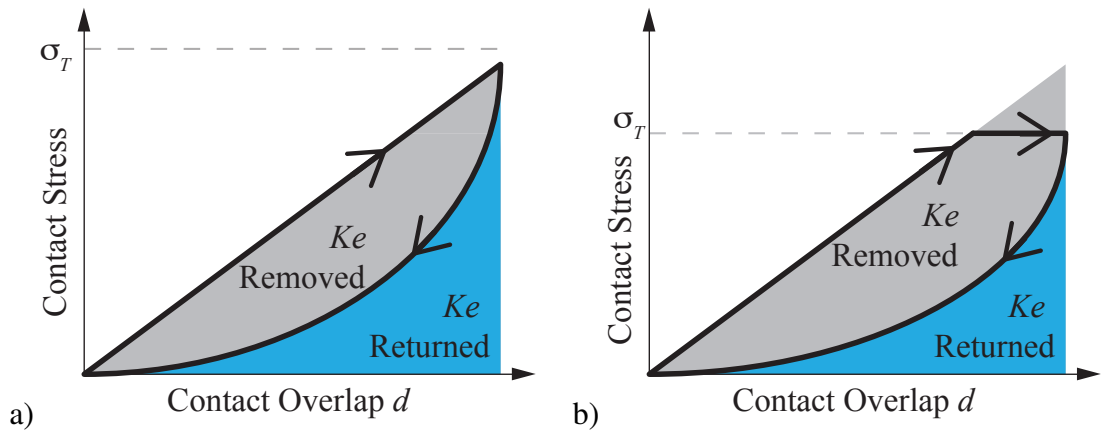 σT
Contact Stress
Ke
Removed
Ke
Returned
Contact Overlap d
a)
σT
Contact Stress
Ke
Removed
Ke
Returned
Contact Overlap d
b)